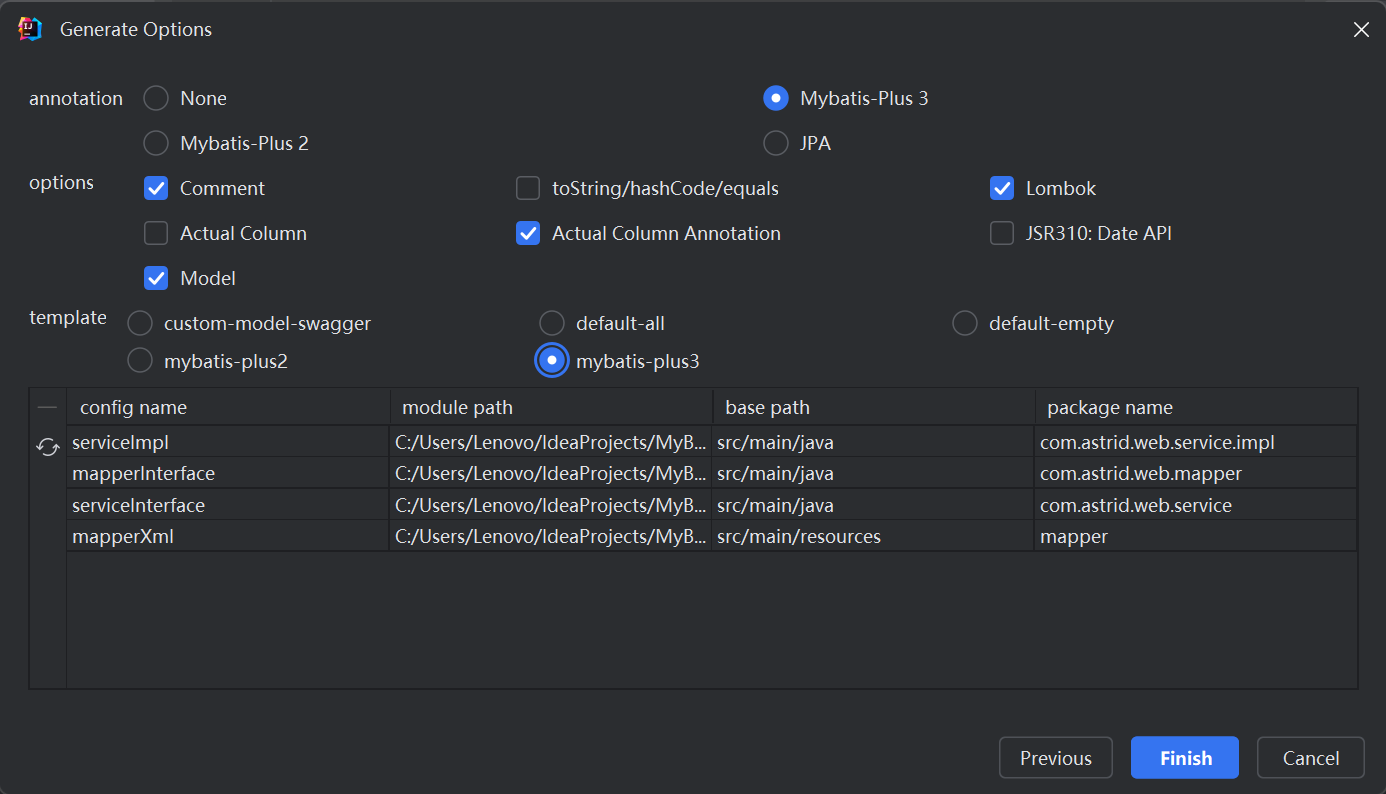 Generate Options
annotation None Mybatis-Plus 3
Mybatis-Plus 2 JPA
options Comment toString/hashCode/equals Lombok
Actual Column Actual Column Annotation JSR310: Date API
Model
template custom-model-swagger default-all default-empty
mybatis-plus2 mybatis-plus3
config name module path base path package name
serviceImpl C:/Users/Lenovo/IdeaProjects/MyB... src/main/java com.astrid.web.service.impl
mapperInterface C:/Users/Lenovo/IdeaProjects/MyB... src/main/java com.astrid.web.mapper
serviceInterface C:/Users/Lenovo/IdeaProjects/MyB... src/main/java com.astrid.web.service
mapperXml C:/Users/Lenovo/IdeaProjects/MyB... src/main/resources mapper
Previous Finish Cancel